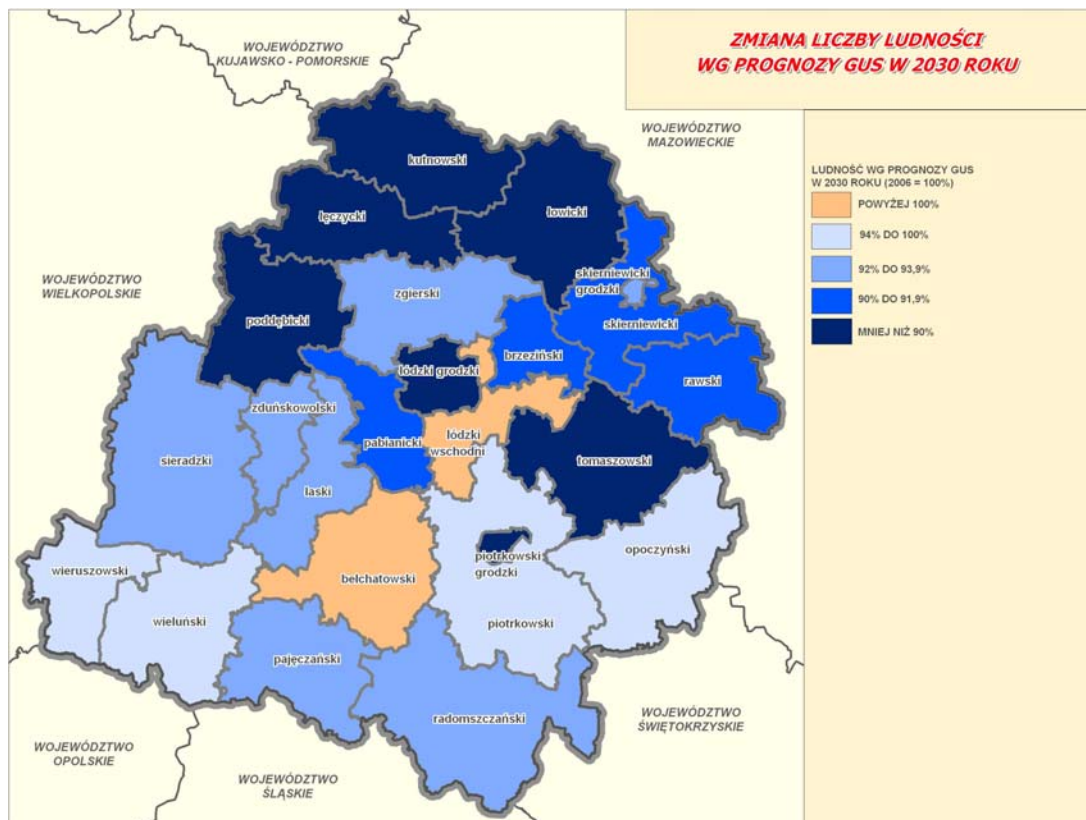 ZMIANA LICZBY LUDNOŚCI
WG PROGNOZY GUS W 2030 ROKU
LUDNOŚĆ WG PROGNOZY GUS
W 2030 ROKU (2006 = 100%)
POWYŻEJ 100%
94% DO 100%
92% DO 93,9%
90% DO 91,9%
MNIEJ NIŻ 90%
WOJEWÓDZTWO
KUJAWSKO - POMORSKIE
WOJEWÓDZTWO
MAZOWIECKIE
WOJEWÓDZTWO
WIELKOPOLSKIE
kutnowski
łęczycki
łowicki
skierniewicki
grodzki
zgierski
poddębicki
skierniewicki
brzeziński
łódzki grodzki
rawski
zduńskowolski
łódzki
wschodni
pabianicki
sieradzki
tomaszowski
łaski
opoczyński
piotrkowski
grodzki
wieruszowski
bełchatowski
wieluński
piotrkowski
pajęczański
radomszczański
WOJEWÓDZTWO
ŚWIĘTOKRZYSKIE
WOJEWÓDZTWO
OPOLSKIE
WOJEWÓDZTWO
ŚLĄSKIE